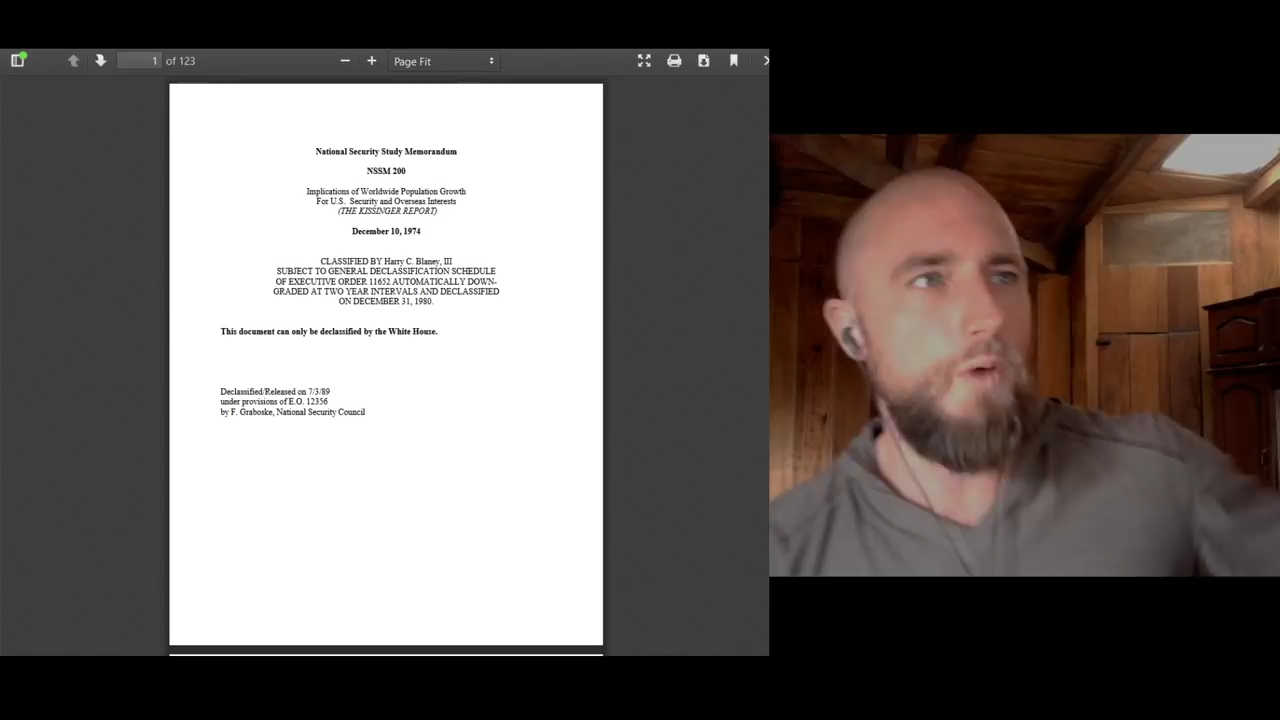 1 of 123
Page Fit
National Security Study Memorandum
NSSM 200
Implications of Worldwide Population Growth
For U.S. Security and Overseas Interests
(THE KISSINGER REPORT)
December 10, 1974
CLASSIFIED BY Harry C. Blaney, III
SUBJECT TO GENERAL DECLASSIFICATION SCHEDULE
OF EXECUTIVE ORDER 11652 AUTOMATICALLY DOWN-
GRADED AT TWO YEAR INTERVALS AND DECLASSIFIED
ON DECEMBER 31, 1980.
This document can only be declassified by the White House.
Declassified/Released on 7/3/89
under provisions of E.O. 12356
by F. Graboske, National Security Council